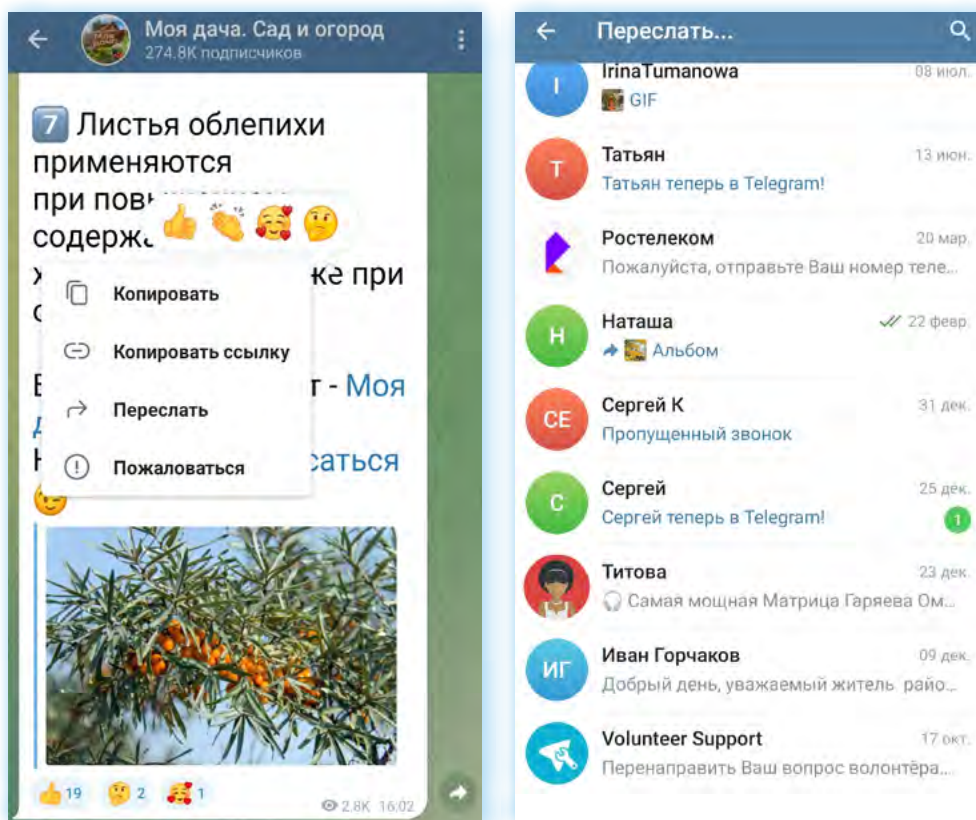 Моя дача. Сад и огород
274.8K подписчиков
7 Листья облепихи
применяются
при пов
содерж
ке при
Копировать
Копировать ссылку
т - Моя
Переслать
саться
Пожаловаться
19 2 1
2.8K 16:02
Переслать...
IrinaTumanowa 08 июл.
GIF
Татьян 13 июн.
Татьян теперь в Telegram!
Ростелеком 20 мар.
Пожалуйста, отправьте Ваш номер теле...
Наташа 22 февр.
Альбом
Сергей К 31 дек.
Пропущенный звонок
Сергей 25 дек.
Сергей теперь в Telegram! 1
Титова 23 дек.
Самая мощная Матрица Гаряева Ом...
Иван Горчаков 09 дек.
Добрый день, уважаемый житель райо...
Volunteer Support 17 окт.
Перенаправить Ваш вопрос волонтёра...
I
Т
Н
СЕ
С
ИГ